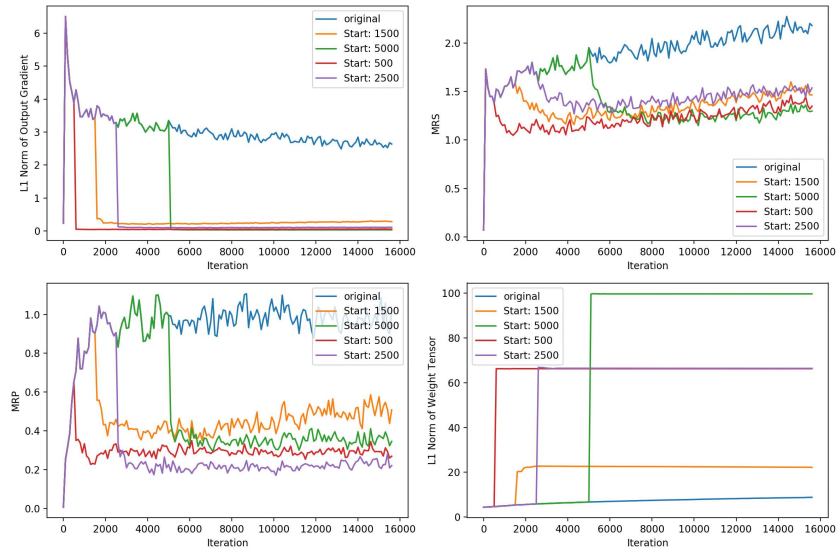 L1 Norm of Output Gradient
6
5
4
3
2
1
0
0 2000 4000 6000 8000 10000 12000 14000 16000
Iteration
original
Start: 1500
Start: 5000
Start: 500
Start: 2500
MRS
2.0
1.5
1.0
0.5
0.0
0 2000 4000 6000 8000 10000 12000 14000 16000
Iteration
original
Start: 1500
Start: 5000
Start: 500
Start: 2500
MRP
1.0
0.8
0.6
0.4
0.2
0.0
0 2000 4000 6000 8000 10000 12000 14000 16000
Iteration
original
Start: 1500
Start: 5000
Start: 500
Start: 2500
L1 Norm of Weight Tensor
100
80
60
40
20
0
0 2000 4000 6000 8000 10000 12000 14000 16000
Iteration
original
Start: 1500
Start: 5000
Start: 500
Start: 2500